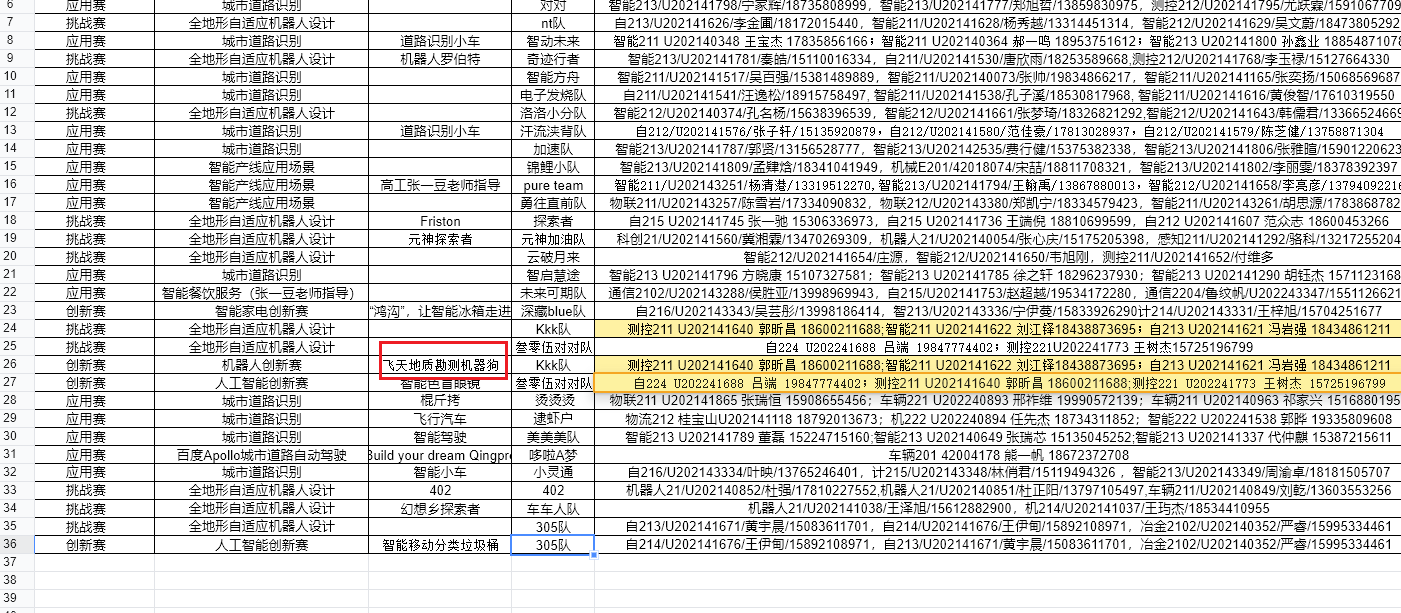 6 应用赛 城市道路识别 对对 智能213/U202141798/宁家辉/18735808999，智能213/U202141777/郑旭哲/13859830975，测控212/U202141795/尤跃霖/1591067709
7 挑战赛 全地形自适应机器人设计 nt队 自213/U202141626/李金圃/18172015440，智能211/U202141628/杨秀越/13314451314，智能212/U202141629/吴文蔚/18473805292
8 应用赛 城市道路识别 道路识别小车 智动未来 智能211 U202140348 王宝杰 17835856166；智能211 U202140364 郝一鸣 18953751612；智能213 U202141800 孙鑫业 1885487107
9 挑战赛 全地形自适应机器人设计 机器人罗伯特 奇迹行者 智能213/U202141781/秦皓/15110016334，自211/U202141530/唐欣雨/18253589668,测控212/U202141768/李玉禄/15127664330
10 应用赛 城市道路识别 智能方舟 智能211/U202141517/吴百强/15381489889，智能211/U202140073/张帅/19834866217，智能211/U202141165/张奕扬/15068569687
11 应用赛 城市道路识别 电子发烧队 自211/U202141541/汪逸松/18915758497, 智能211/U202141538/孔子溪/18530817968, 智能211/U202141616/黄俊智/17610319550
12 挑战赛 全地形自适应机器人设计 洛洛小分队 智能212/U202140374/孔名杨/15638396539，智能212/U202141661/张梦琦/18326821292,智能212/U202141643/韩儒君/1336652466
13 应用赛 城市道路识别 道路识别小车 汗流浃背队 自212/U202141576/张子轩/15135920879，自212/U202141580/范佳豪/17813028937，自212/U202141579/陈芝健/13758871304
14 应用赛 城市道路识别 加速队 智能213/U202141787/郭贤/13156528777，智能213/U202142535/费行健/15375382338，智能213/U202141806/张雅暄/1590122062
15 应用赛 智能产线应用场景 锦鲤小队 智能213/U202141809/孟肄焓/18341041949，机械E201/42018074/宋喆/18811708321，智能213/U202141802/李丽雯/18378392397
16 应用赛 智能产线应用场景 高工张一豆老师指导 pure team 智能211/U202143251/杨清港/13319512270,智能213/U202141794/王翰禹/13867880013，智能212/U202141658/李亮彦/1379409221
17 应用赛 智能产线应用场景 勇往直前队 物联211/U202143257/陈雪岩/17334090832，物联212/U202143380/郑凯宁/18334579423，智能211/U202143261/胡思源/1783868782
18 挑战赛 全地形自适应机器人设计 Friston 探索者 自215 U202141745 张一驰 15306336973，自215 U202141736 王端倪 18810699599，自212 U202141607 范众志 18600453266
19 挑战赛 全地形自适应机器人设计 元神探索者 元神加油队 科创21/U202141560/冀湘霖/13470269309，机器人21/U202140054/张心庆/15175205398，感知211/U202141292/骆科/13217255204
20 挑战赛 全地形自适应机器人设计 云破月来 智能212/U202141654/庄源，智能212/U202141650/韦旭刚，测控211/U202141652/付维多
21 应用赛 城市道路识别 智启慧途 智能213 U202141796 方晓康 15107327581；智能213 U202141785 徐之轩 18296237930；智能213 U202141290 胡钰杰 1571123168
22 应用赛 智能餐饮服务（张一豆老师指导） 未来可期队 通信2102/U202143288/侯胜亚/13998969943，自215/U202141753/赵超越/19534172280，通信2204/鲁纹帆/U202243347/155112662
23 创新赛 智能家电创新赛 “鸿沟”，让智能冰箱走进 深藏blue队 自216/U202143343/吴芸彤/13998186414，智213/U202143336/宁伊蔓/15833926290计214/U202143331/王梓旭/15704251677
24 挑战赛 全地形自适应机器人设计 Kkk队 测控211 U202141640 郭昕昌 18600211688;智能211 U202141622 刘江铎18438873695；自213 U202141621 冯岩强 18434861211
25 挑战赛 全地形自适应机器人设计 叁零伍对对队 自224 U202241688 吕端 19847774402；测控221U202241773 王树杰15725196799
26 创新赛 机器人创新赛 飞天地质勘测机器狗 Kkk队 测控211 U202141640 郭昕昌 18600211688;智能211 U202141622 刘江铎18438873695；自213 U202141621 冯岩强 18434861211
27 创新赛 人工智能创新赛 智能色盲眼镜 叁零伍对对队 自224 U202241688 吕端 19847774402；测控211 U202141640 郭昕昌 18600211688;测控221 U202241773 王树杰 15725196799
28 应用赛 城市道路识别 棍斤拷 烫烫烫 物联211 U202141865 张瑞恒 15908655456；车辆221 U202240893 邢祚维 19990572139；车辆211 U202140963 祁家兴 1516880195
29 应用赛 城市道路识别 飞行汽车 逮虾户 物流212 桂宝山U202141118 18792013673；机222 U202240894 任先杰 18734311852；智能222 U202241538 郭晔 19335809608
30 应用赛 城市道路识别 智能驾驶 美美美队 智能213 U202141789 董磊 15224715160;智能213 U202140649 张瑞芯 15135045252;智能213 U202141337 代仲麒 15387215611
31 应用赛 百度Apollo城市道路自动驾驶 Build your dream Qingpr 哆啦A梦 车辆201 42004178 熊一帆 18672372708
32 应用赛 城市道路识别 智能小车 小灵通 自216/U202143334/叶映/13765246401，计215/U202143348/林俏君/15119494326 ，智能213/U202143349/周渝卓/18181505707
33 挑战赛 全地形自适应机器人设计 402 402 机器人21/U202140852/杜强/17810227552,机器人21/U202140851/杜正阳/13797105497,车辆211/U202140849/刘乾/13603553256
34 挑战赛 全地形自适应机器人设计 幻想乡探索者 车车人队 机器人21/U202141038/王泽旭/15612882900，机214/U202141037/王玙杰/18534410955
35 挑战赛 全地形自适应机器人设计 305队 自213/U202141671/黄宇晨/15083611701，自214/U202141676/王伊甸/15892108971，冶金2102/U202140352/严睿/15995334461
36 创新赛 人工智能创新赛 智能移动分类垃圾桶 305队 自214/U202141676/王伊甸/15892108971，自213/U202141671/黄宇晨/15083611701，冶金2102/U202140352/严睿/15995334461
37
38
39